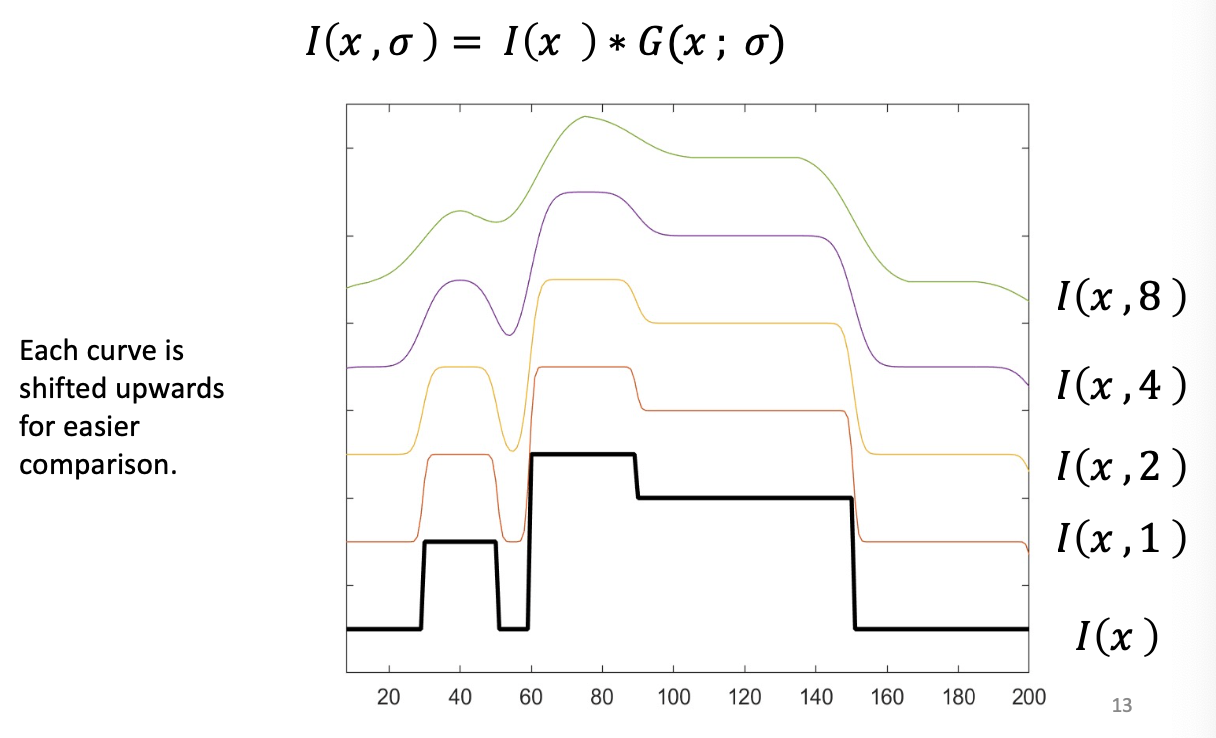 I(x,σ) = I(x) * G(x; σ)
Each curve is
shifted upwards
for easier
comparison.
I(x,8)
I(x,4)
I(x,2)
I(x,1)
I(x)
20 40 60 80 100 120 140 160 180 200
13